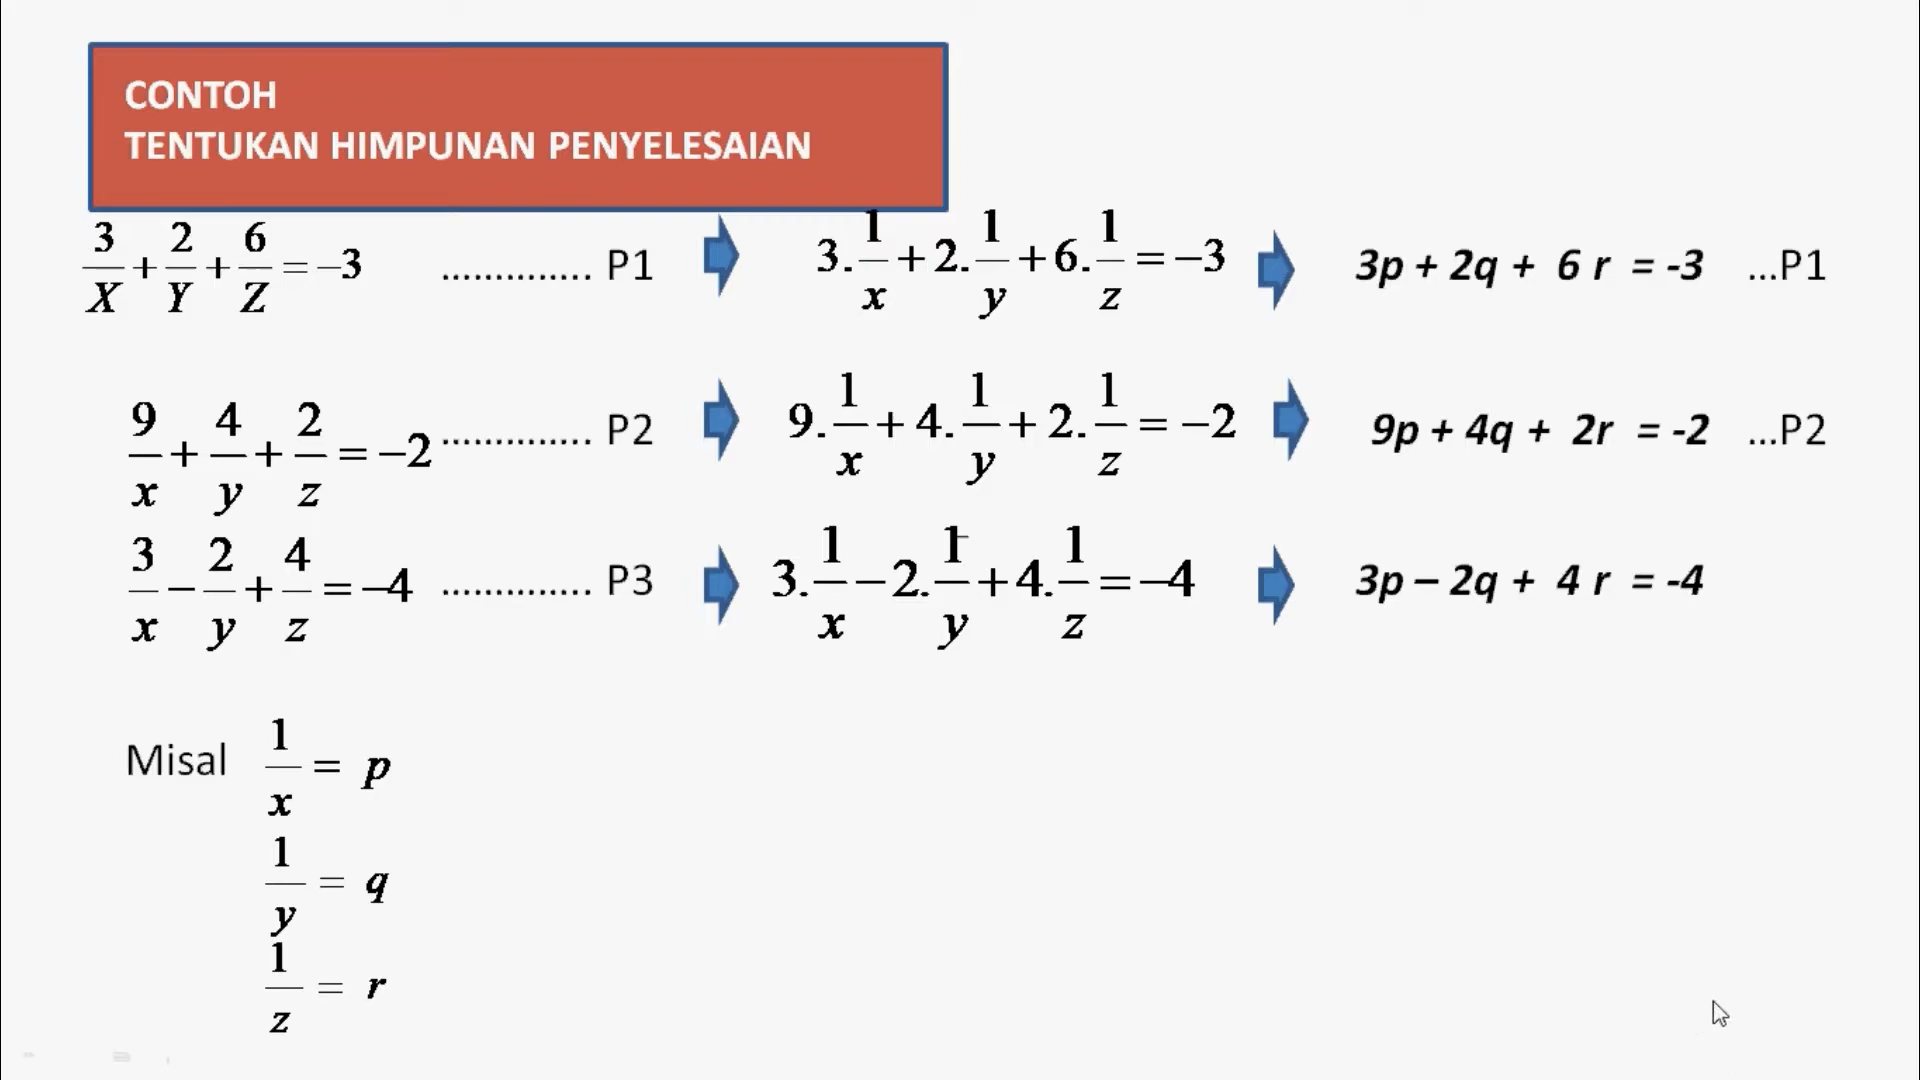 CONTOH
TENTUKAN HIMPUNAN PENYELESAIAN
3/X + 2/Y + 6/Z = −3 .............. P1 3.1/x + 2.1/y + 6.1/z = −3 3p + 2q + 6 r = -3 ...P1
9/x + 4/y + 2/z = −2 .............. P2 9.1/x + 4.1/y + 2.1/z = −2 9p + 4q + 2r = -2 ...P2
3/x − 2/y + 4/z = −4 .............. P3 3.1/x − 2.1/y + 4.1/z = −4 3p – 2q + 4 r = -4
Misal 1/x = p
1/y = q
1/z = r